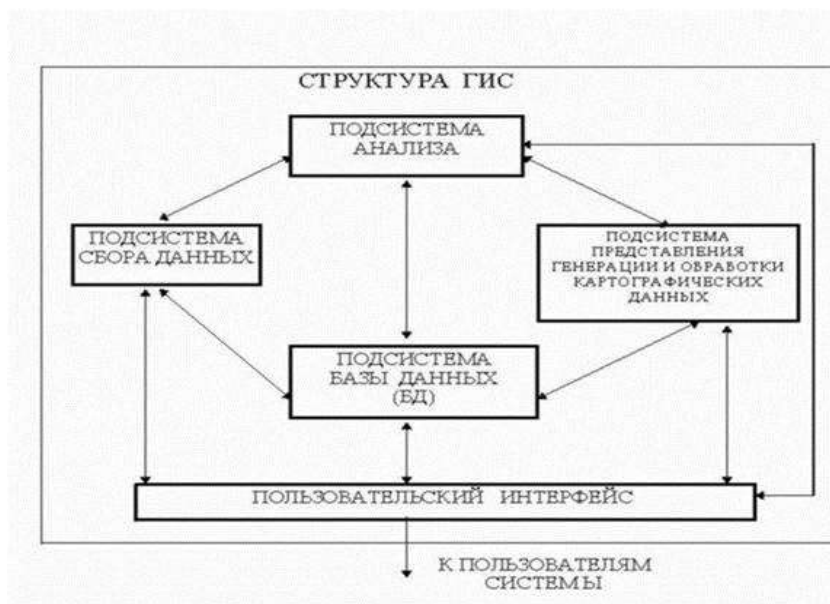 СТРУКТУРА ГИС
ПОДСИСТЕМА
АНАЛИЗА
ПОДСИСТЕМА
СБОРА ДАННЫХ
ПОДСИСТЕМА
ПРЕДСТАВЛЕНИЯ
ГЕНЕРАЦИИ И ОБРАБОТКИ
КАРТОГРАФИЧЕСКИХ
ДАННЫХ
ПОДСИСТЕМА
БАЗЫ ДАННЫХ
(БД)
ПОЛЬЗОВАТЕЛЬСКИЙ ИНТЕРФЕЙС
К ПОЛЬЗОВАТЕЛЯМ
СИСТЕМЫ